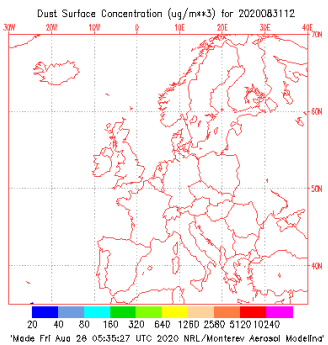 Dust Surface Concentration (ug/m**3) for 2020083112
30W 20W 10W 0 10E 20E 30E 40E
70N
60N
50N
40N
20 40 80 160 320 640 1280 2580 5120 10240
'Made Fri Aug 28 05:35:27 UTC 2020 NRL/Monterey Aerosol Modeling